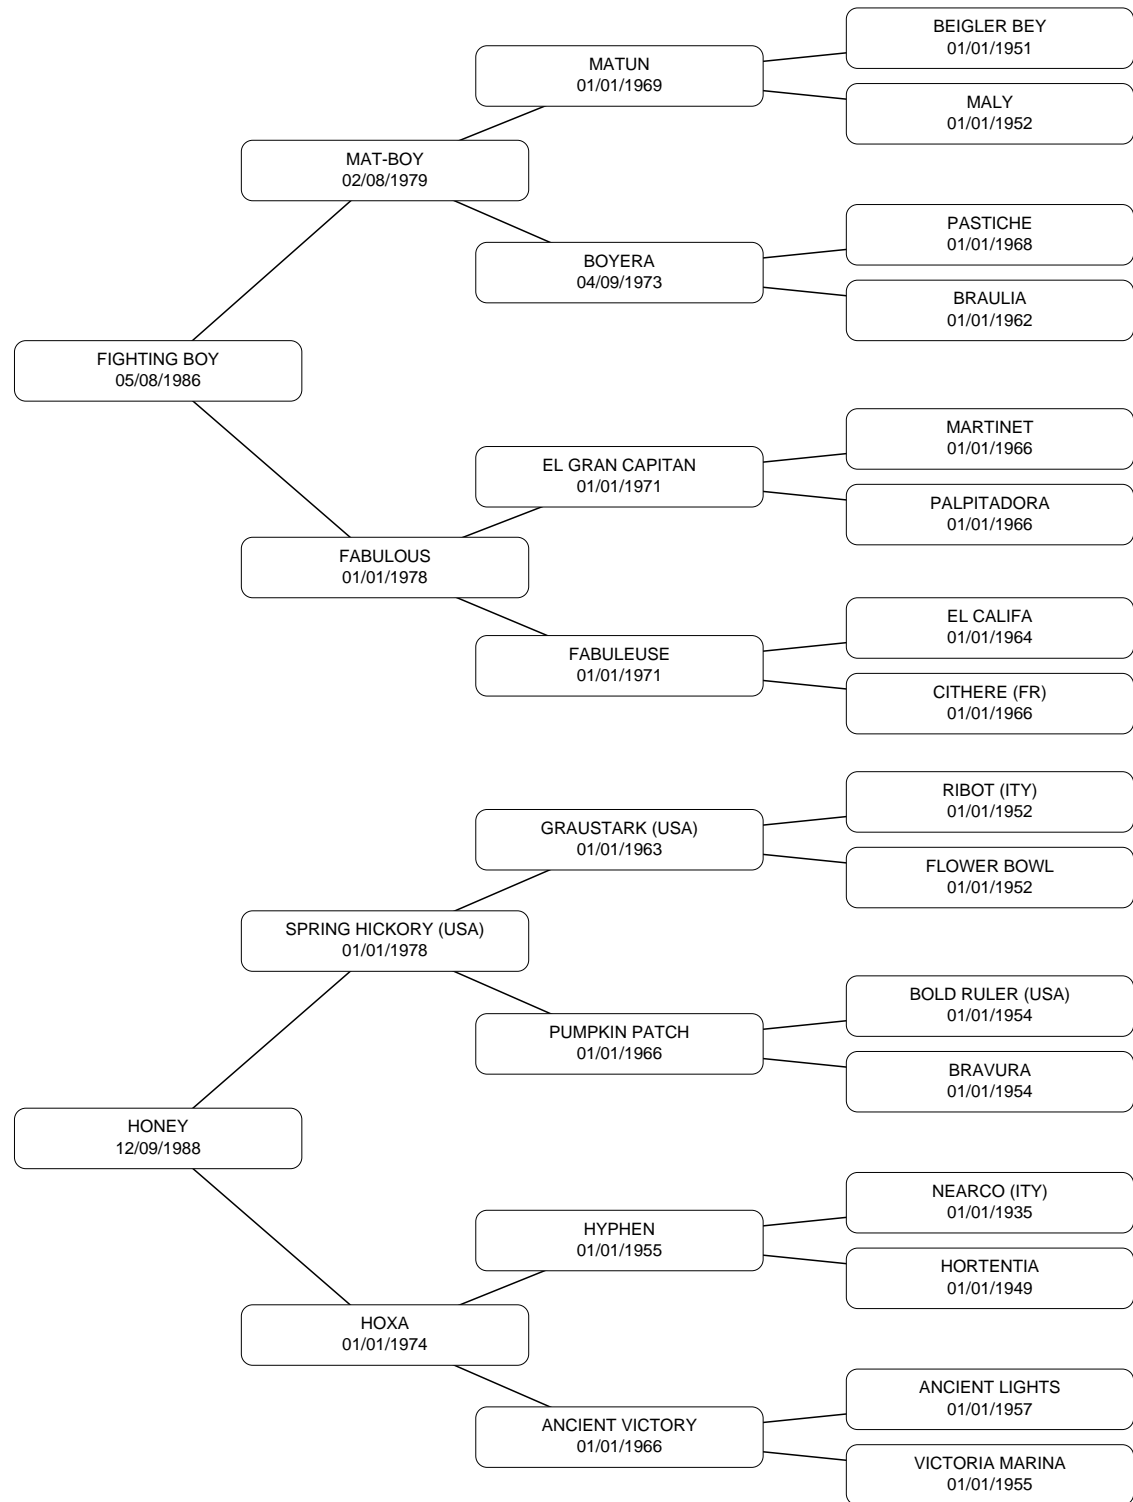 BEIGLER BEY
01/01/1951
MATUN
01/01/1969
MALY
01/01/1952
MAT-BOY
02/08/1979
PASTICHE
01/01/1968
BOYERA
04/09/1973
BRAULIA
01/01/1962
FIGHTING BOY
05/08/1986
MARTINET
01/01/1966
EL GRAN CAPITAN
01/01/1971
PALPITADORA
01/01/1966
FABULOUS
01/01/1978
EL CALIFA
01/01/1964
FABULEUSE
01/01/1971
CITHERE (FR)
01/01/1966
RIBOT (ITY)
01/01/1952
GRAUSTARK (USA)
01/01/1963
FLOWER BOWL
01/01/1952
SPRING HICKORY (USA)
01/01/1978
BOLD RULER (USA)
01/01/1954
PUMPKIN PATCH
01/01/1966
BRAVURA
01/01/1954
HONEY
12/09/1988
NEARCO (ITY)
01/01/1935
HYPHEN
01/01/1955
HORTENTIA
01/01/1949
HOXA
01/01/1974
ANCIENT LIGHTS
01/01/1957
ANCIENT VICTORY
01/01/1966
VICTORIA MARINA
01/01/1955